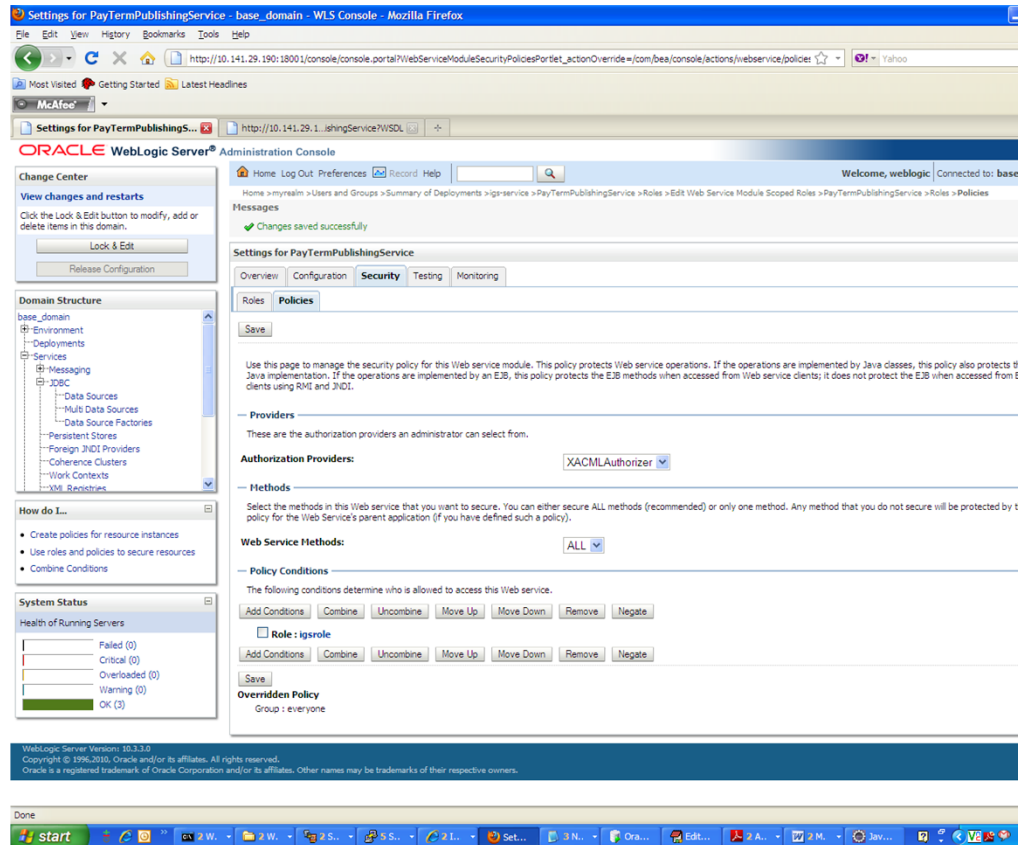 Settings for PayTermPublishingService - base_domain - WLS Console - Mozilla Firefox
File Edit View History Bookmarks Tools Help
http://10.141.29.190:18001/console/console.portal?WebServiceModuleSecurityPoliciesPortlet_actionOverride=/com/bea/console/actions/webservice/policies
Yahoo
Most Visited Getting Started Latest Headlines
McAfee
Settings for PayTermPublishingS... http://10.141.29.1...ishingService?WSDL
ORACLE WebLogic Server® Administration Console
Change Center
View changes and restarts
Click the Lock & Edit button to modify, add or
delete items in this domain.
Lock & Edit
Release Configuration
Domain Structure
base_domain
Environment
Deployments
Services
Messaging
JDBC
Data Sources
Multi Data Sources
Data Source Factories
Persistent Stores
Foreign JNDI Providers
Coherence Clusters
Work Contexts
XML Registries
How do I...
Create policies for resource instances
Use roles and policies to secure resources
Combine Conditions
System Status
Health of Running Servers
Failed (0)
Critical (0)
Overloaded (0)
Warning (0)
OK (3)
Home Log Out Preferences Record Help
Welcome, weblogic Connected to: base
Home >myrealm >Users and Groups >Summary of Deployments >igs-service >PayTermPublishingService >Roles >Edit Web Service Module Scoped Roles >PayTermPublishingService >Roles >Policies
Messages
Changes saved successfully
Settings for PayTermPublishingService
Overview Configuration Security Testing Monitoring
Roles Policies
Save
Use this page to manage the security policy for this Web service module. This policy protects Web service operations. If the operations are implemented by Java classes, this policy also protects
Java implementation. If the operations are implemented by an EJB, this policy protects the EJB methods when accessed from Web service clients; it does not protect the EJB when accessed from
clients using RMI and JNDI.
Providers
These are the authorization providers an administrator can select from.
Authorization Providers: XACMLAuthorizer
Methods
Select the methods in this Web service that you want to secure. You can either secure ALL methods (recommended) or only one method. Any method that you do not secure will be protected by
policy for the Web Service's parent application (if you have defined such a policy).
Web Service Methods: ALL
Policy Conditions
The following conditions determine who is allowed to access this Web service.
Add Conditions Combine Uncombine Move Up Move Down Remove Negate
Role : igsrole
Add Conditions Combine Uncombine Move Up Move Down Remove Negate
Save
Overridden Policy
Group : everyone
WebLogic Server Version: 10.3.3.0
Copyright © 1996,2010, Oracle and/or its affiliates. All rights reserved.
Oracle is a registered trademark of Oracle Corporation and/or its affiliates. Other names may be trademarks of their respective owners.
Done
start 2 W. 2 W. 2 S.. 5 S.. 2 I.. Set... 3 N.. Ora... Edit... 2 A.. 2 M. Jav...